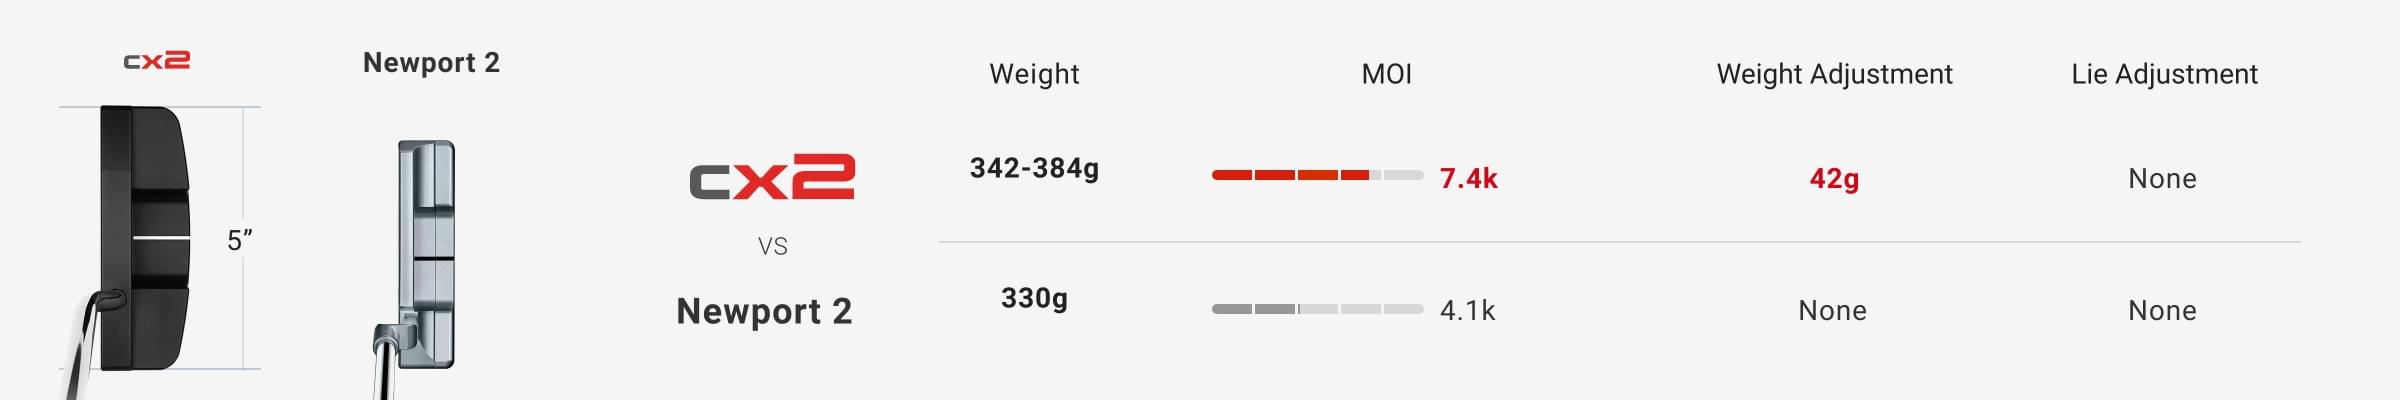 cx2
Newport 2
5”
Weight
MOI
Weight Adjustment
Lie Adjustment
cx2
342-384g
7.4k
42g
None
VS
Newport 2
330g
4.1k
None
None